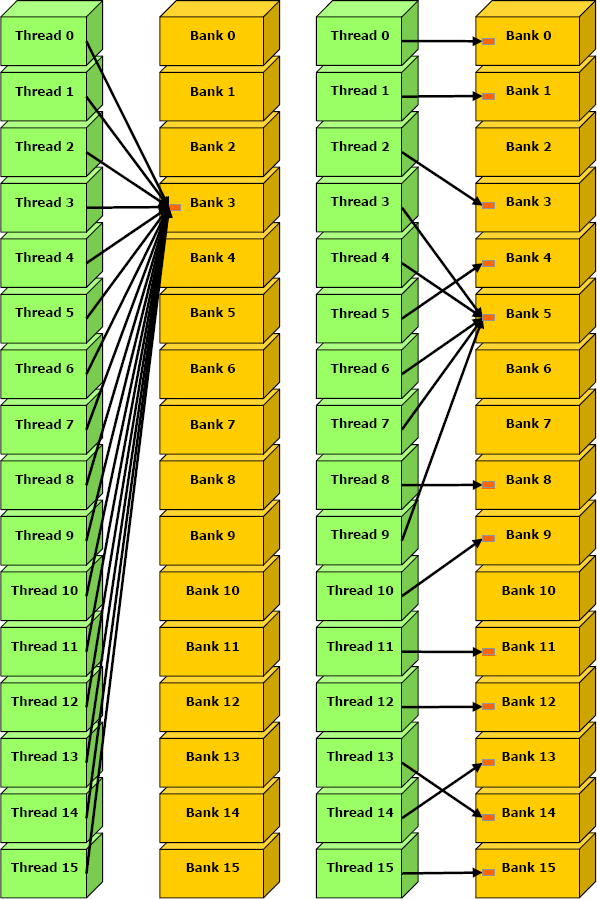 Thread 0 Bank 0 Thread 0 Bank 0
Thread 1 Bank 1 Thread 1 Bank 1
Thread 2 Bank 2 Thread 2 Bank 2
Thread 3 Bank 3 Thread 3 Bank 3
Thread 4 Bank 4 Thread 4 Bank 4
Thread 5 Bank 5 Thread 5 Bank 5
Thread 6 Bank 6 Thread 6 Bank 6
Thread 7 Bank 7 Thread 7 Bank 7
Thread 8 Bank 8 Thread 8 Bank 8
Thread 9 Bank 9 Thread 9 Bank 9
Thread 10 Bank 10 Thread 10 Bank 10
Thread 11 Bank 11 Thread 11 Bank 11
Thread 12 Bank 12 Thread 12 Bank 12
Thread 13 Bank 13 Thread 13 Bank 13
Thread 14 Bank 14 Thread 14 Bank 14
Thread 15 Bank 15 Thread 15 Bank 15